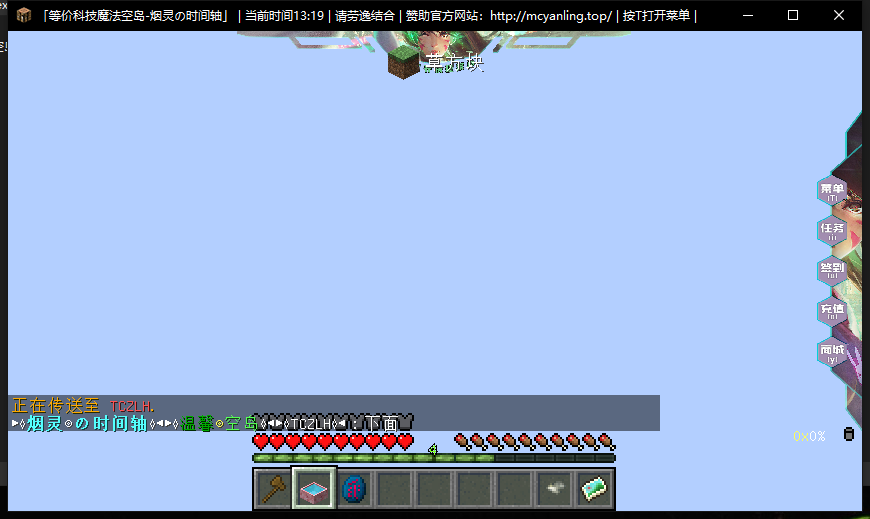 「等价科技魔法空岛-烟灵の时间轴」 | 当前时间13:19 | 请劳逸结合 | 赞助官方网站：http://mcyanling.top/ | 按T打开菜单 |
草方块
菜单
(T)
任务
签到
充值
商城
(Y)
正在传送至 TCZLH.
烟灵の时间轴 温馨空岛 TCZLH: 下面
0x0%
4